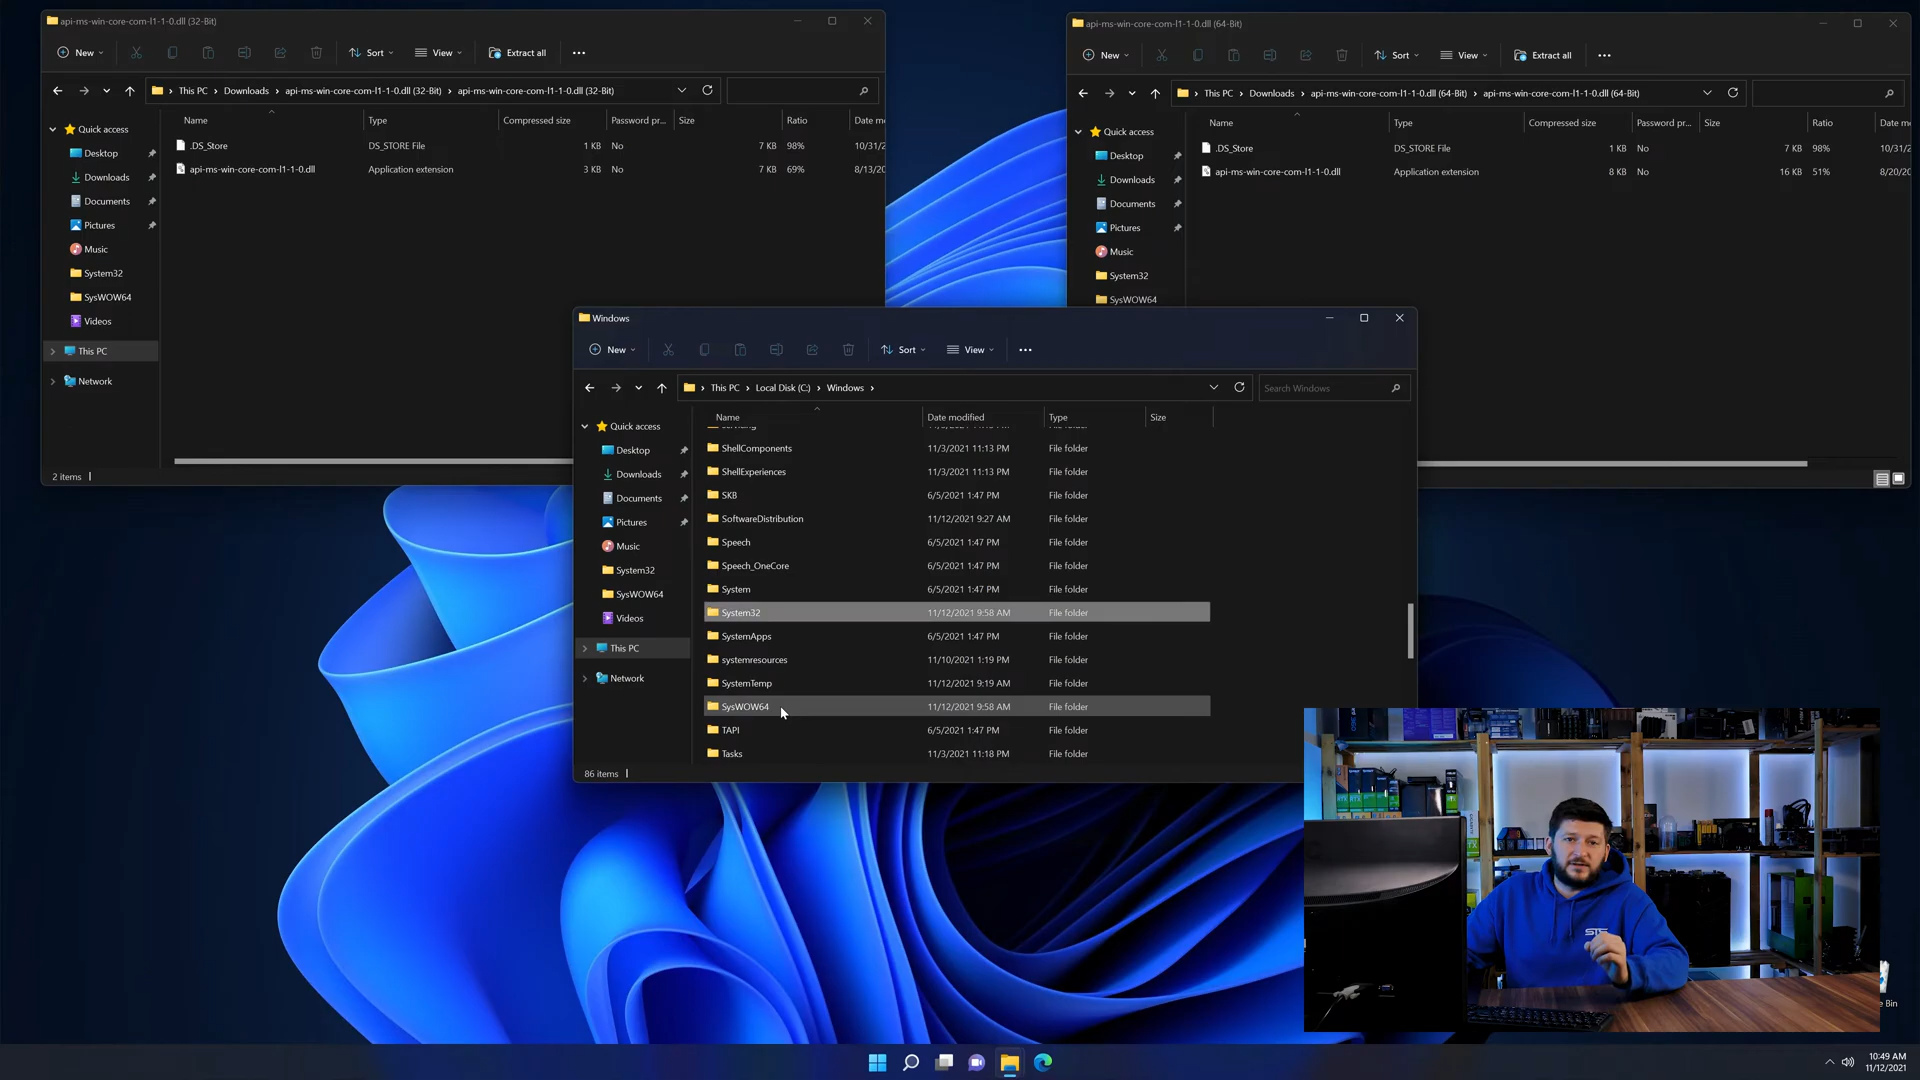 api-ms-win-core-com-l1-1-0.dll (32-Bit)
New Sort View Extract all
This PC > Downloads > api-ms-win-core-com-l1-1-0.dll (32-Bit) > api-ms-win-core-com-l1-1-0.dll (32-Bit)
Name Type Compressed size Password pr... Size Ratio Date m
.DS_Store DS_STORE File 1 KB No 7 KB 98% 10/31/2
api-ms-win-core-com-l1-1-0.dll Application extension 3 KB No 7 KB 69% 8/13/20
Quick access
Desktop
Downloads
Documents
Pictures
Music
System32
SysWOW64
Videos
This PC
Network
2 items
api-ms-win-core-com-l1-1-0.dll (64-Bit)
New Sort View Extract all
This PC > Downloads > api-ms-win-core-com-l1-1-0.dll (64-Bit) > api-ms-win-core-com-l1-1-0.dll (64-Bit)
Name Type Compressed size Password pr... Size Ratio Date m
.DS_Store DS_STORE File 1 KB No 7 KB 98% 10/31/2
api-ms-win-core-com-l1-1-0.dll Application extension 8 KB No 16 KB 51% 8/20/20
Quick access
Desktop
Downloads
Documents
Pictures
Music
System32
SysWOW64
Windows
New Sort View
This PC > Local Disk (C:) > Windows >
Search Windows
Name Date modified Type Size
Quick access
Desktop
Downloads
Documents
Pictures
Music
System32
SysWOW64
Videos
This PC
Network
ShellComponents 11/3/2021 11:13 PM File folder
ShellExperiences 11/3/2021 11:13 PM File folder
SKB 6/5/2021 1:47 PM File folder
SoftwareDistribution 11/12/2021 9:27 AM File folder
Speech 6/5/2021 1:47 PM File folder
Speech_OneCore 6/5/2021 1:47 PM File folder
System 6/5/2021 1:47 PM File folder
System32 11/12/2021 9:58 AM File folder
SystemApps 6/5/2021 1:47 PM File folder
systemresources 11/10/2021 1:19 PM File folder
SystemTemp 11/12/2021 9:19 AM File folder
SysWOW64 11/12/2021 9:58 AM File folder
TAPI 6/5/2021 1:47 PM File folder
Tasks 11/3/2021 11:18 PM File folder
86 items
STS
Bin
10:49 AM
11/12/2021